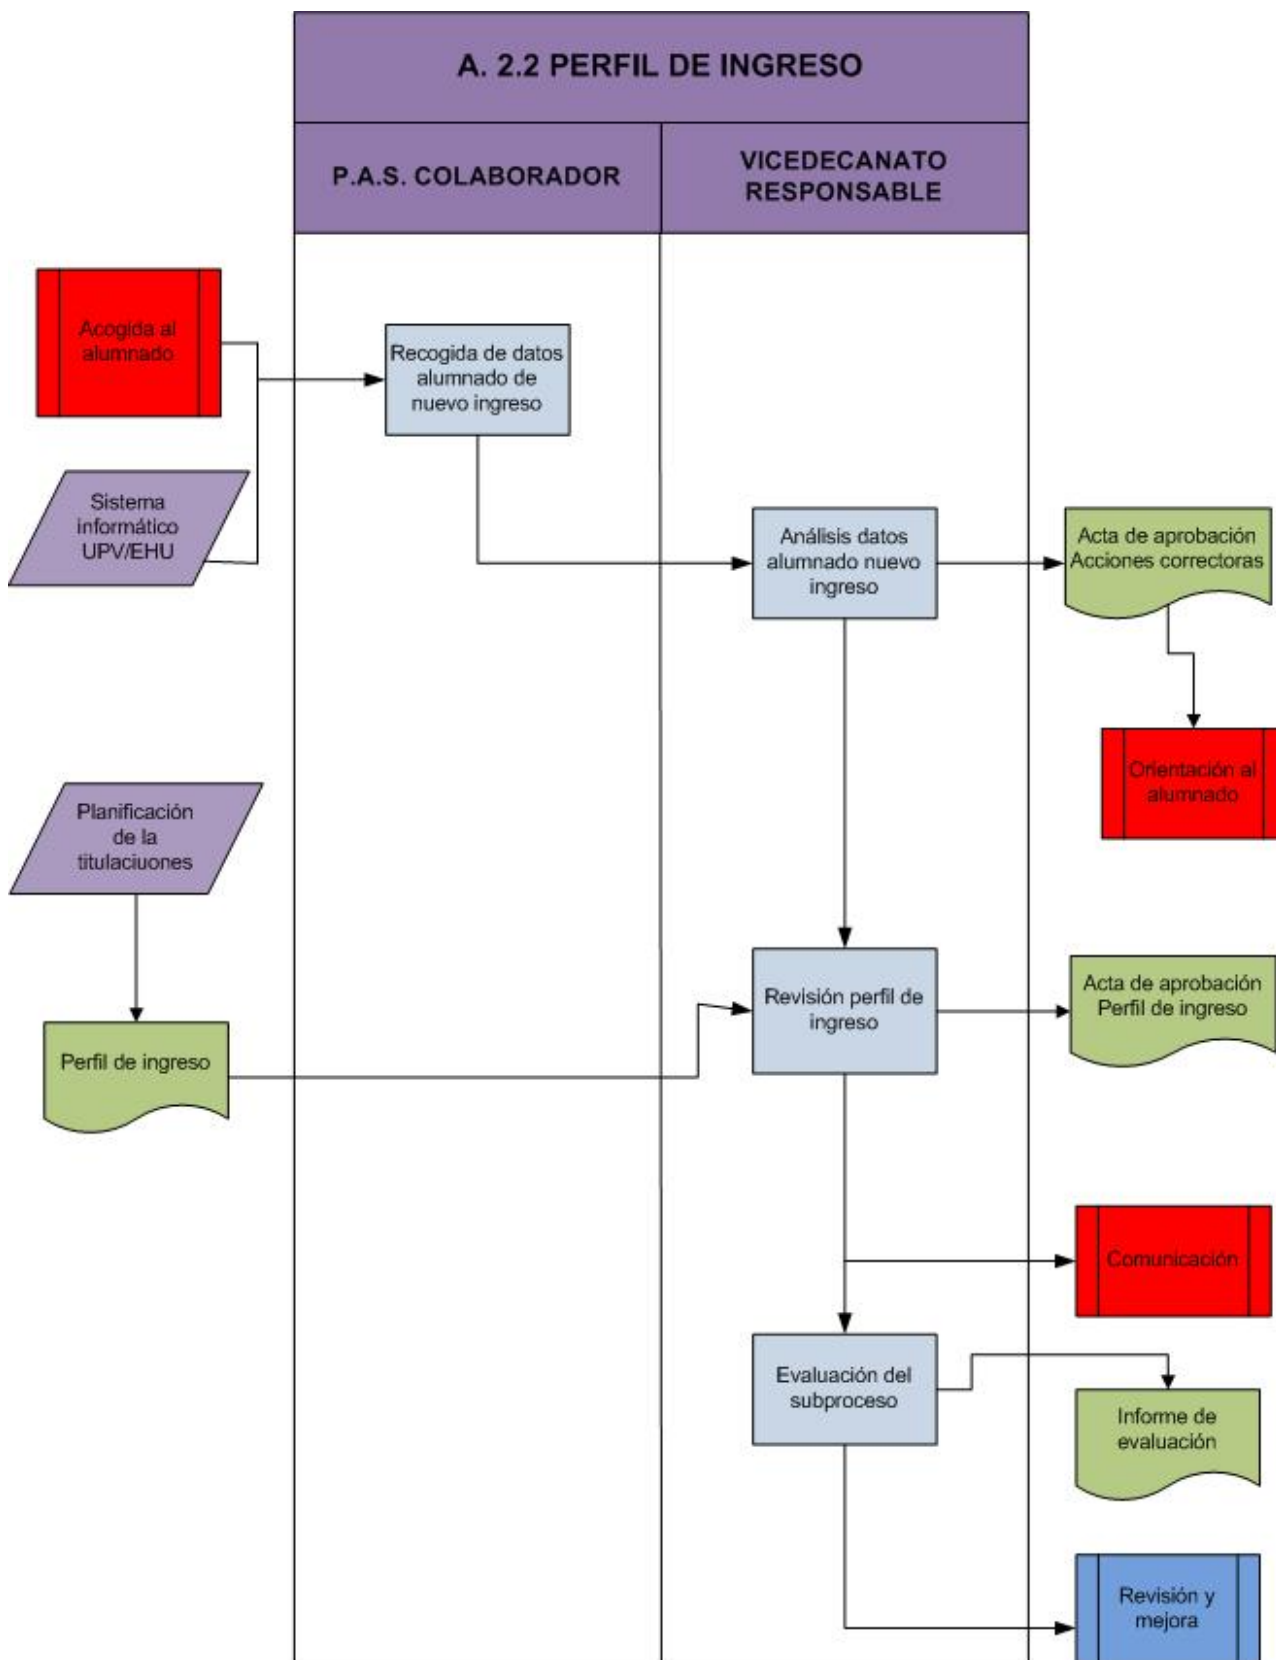 A. 2.2 PERFIL DE INGRESO
P.A.S. COLABORADOR
VICEDECANATO
RESPONSABLE
Acogida al
alumnado
Recogida de datos
alumnado de
nuevo ingreso
Sistema
informático
UPV/EHU
Análisis datos
alumnado nuevo
ingreso
Acta de aprobación
Acciones correctoras
Orientación al
alumnado
Planificación
de la
titulaciuones
Perfil de ingreso
Revisión perfil de
ingreso
Acta de aprobación
Perfil de ingreso
Comunicación
Evaluación del
subproceso
Informe de
evaluación
Revisión y
mejora